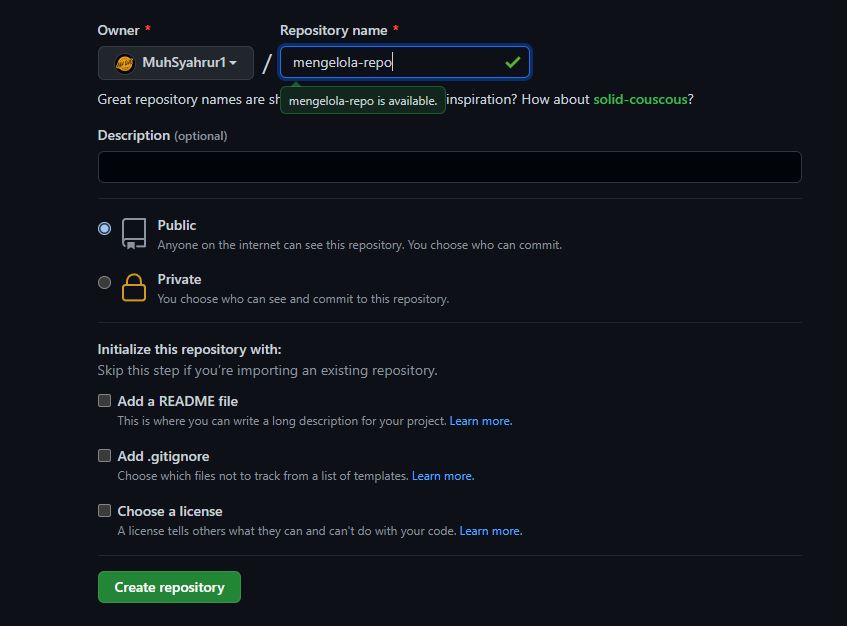 Owner *
Repository name *
MuhSyahrur1
/
mengelola-repo
Great repository names are sh
mengelola-repo is available.
inspiration? How about solid-couscous?
Description (optional)
Public
Anyone on the internet can see this repository. You choose who can commit.
Private
You choose who can see and commit to this repository.
Initialize this repository with:
Skip this step if you're importing an existing repository.
Add a README file
This is where you can write a long description for your project. Learn more.
Add .gitignore
Choose which files not to track from a list of templates. Learn more.
Choose a license
A license tells others what they can and can't do with your code. Learn more.
Create repository